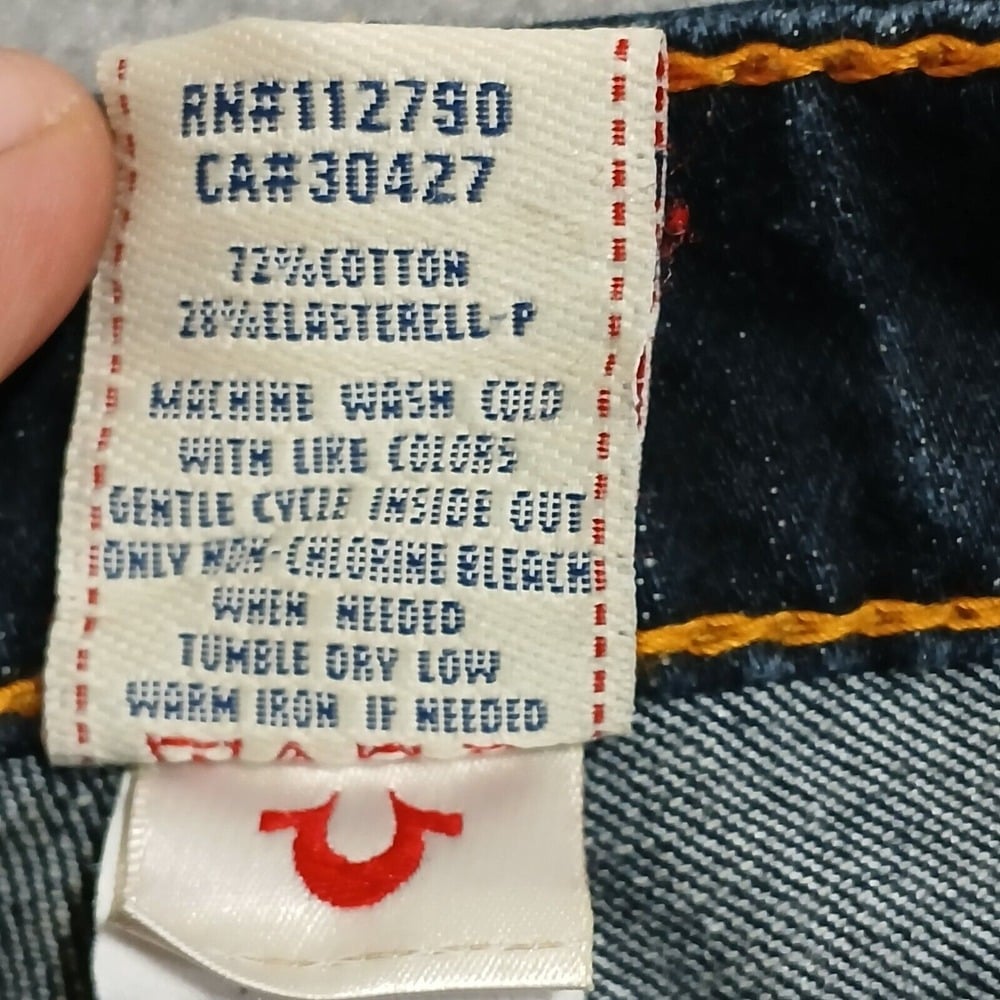 RN#112790
CA#30427
72%COTTON
28%ELASTERELL-P
MACHINE WASH COLD
WITH LIKE COLORS
GENTLE CYCLE INSIDE OUT
ONLY NON-CHLORINE BLEACH
WHEN NEEDED
TUMBLE DRY LOW
WARM IRON IF NEEDED